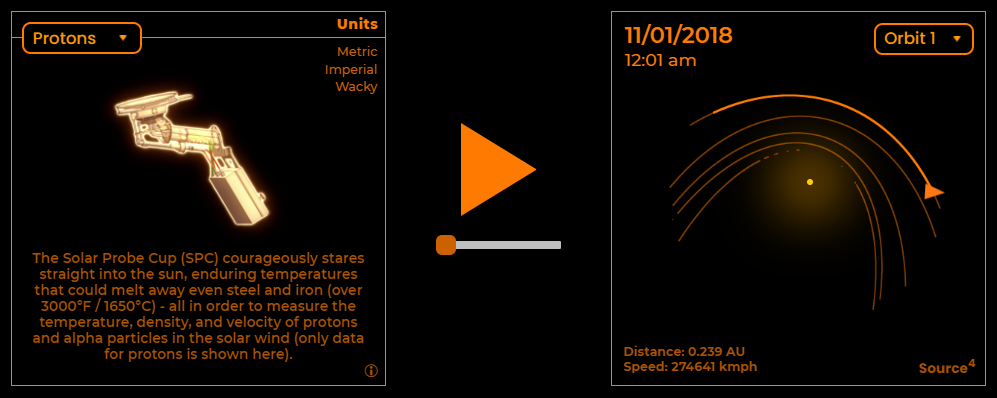 Units
Protons
Metric
Imperial
Wacky
The Solar Probe Cup (SPC) courageously stares
straight into the sun, enduring temperatures
that could melt away even steel and iron (over
3000°F / 1650°C) - all in order to measure the
temperature, density, and velocity of protons
and alpha particles in the solar wind (only data
for protons is shown here).
11/01/2018
Orbit 1
12:01 am
Distance: 0.239 AU
Speed: 274641 kmph
Source4